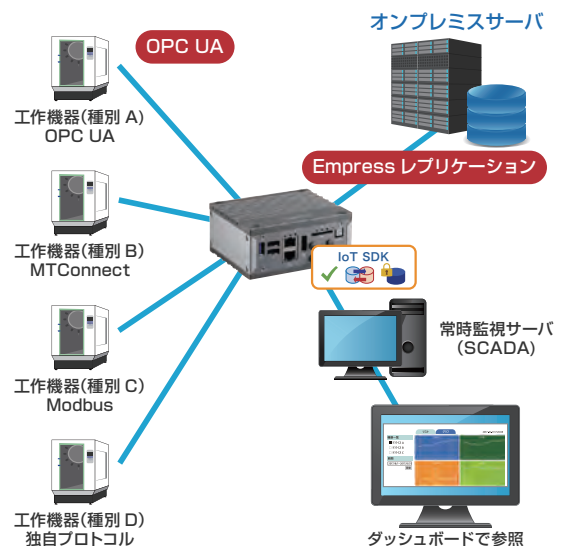 OPC UA
オンプレミスサーバ
工作機器(種別 A)
OPC UA
Empress レプリケーション
工作機器(種別 B)
MTConnect
IoT SDK
常時監視サーバ
(SCADA)
工作機器(種別 C)
Modbus
工作機器(種別 D)
独自プロトコル
ダッシュボードで参照